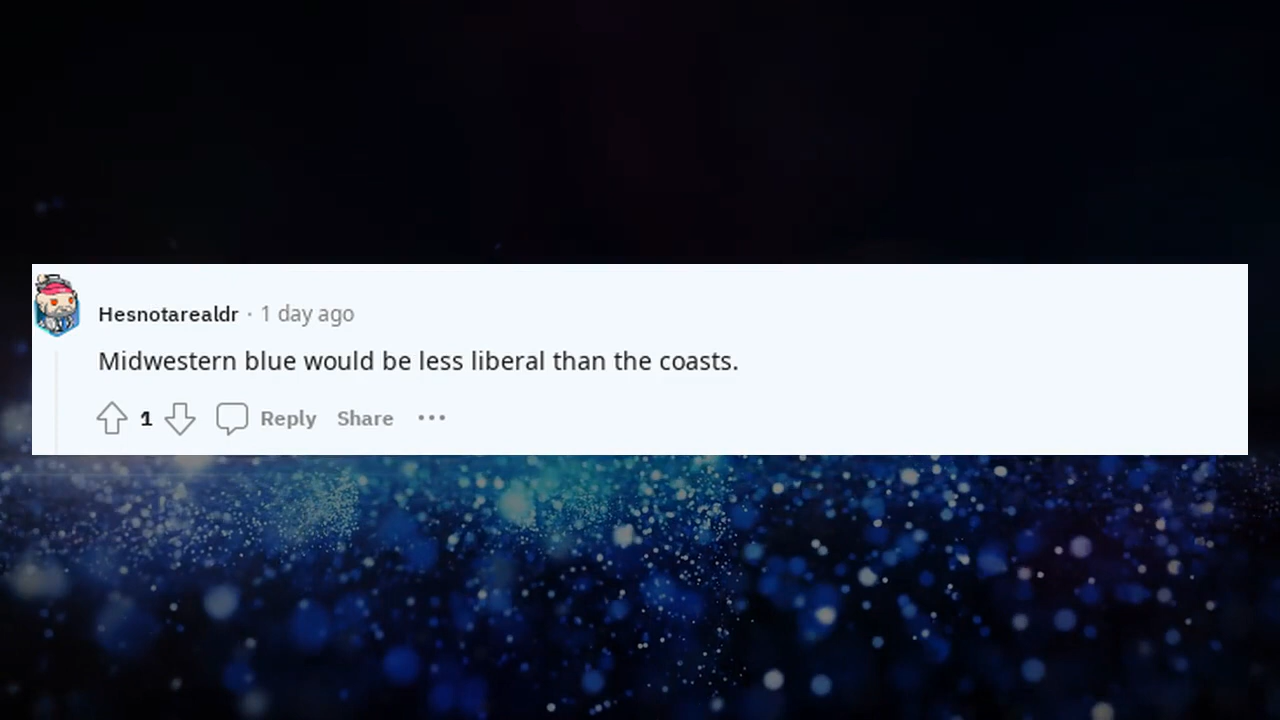 Hesnotarealdr · 1 day ago
Midwestern blue would be less liberal than the coasts.
1 Reply Share